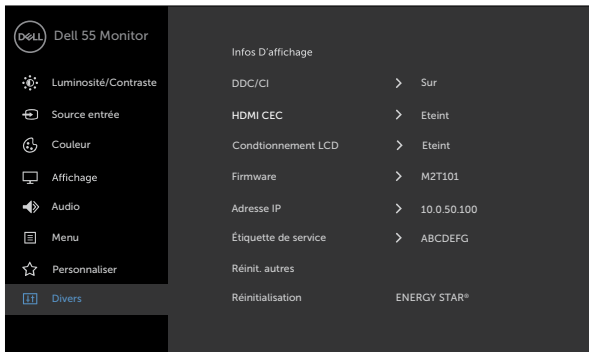 DELL Dell 55 Monitor
Infos D'affichage
Luminosité/Contraste DDC/CI > Sur
Source entrée HDMI CEC > Eteint
Couleur Condtionnement LCD > Eteint
Affichage Firmware > M2T101
Audio Adresse IP > 10.0.50.100
Menu Étiquette de service > ABCDEFG
Personnaliser Réinit. autres
Divers Réinitialisation ENERGY STAR®